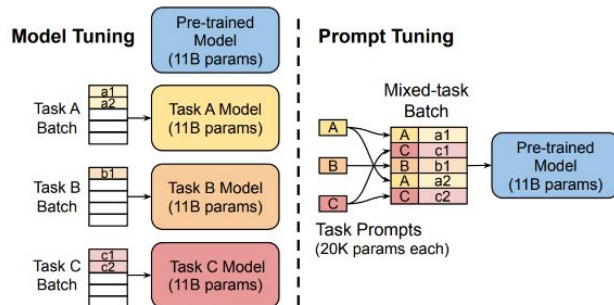 Model Tuning
Pre-trained
Model
(11B params)
a1
a2
Task A
Batch
Task A Model
(11B params)
b1
Task B
Batch
Task B Model
(11B params)
c1
c2
Task C
Batch
Task C Model
(11B params)
Prompt Tuning
Mixed-task
Batch
A
B
C
A a1
C c1
B b1
A a2
C c2
Task Prompts
(20K params each)
Pre-trained
Model
(11B params)